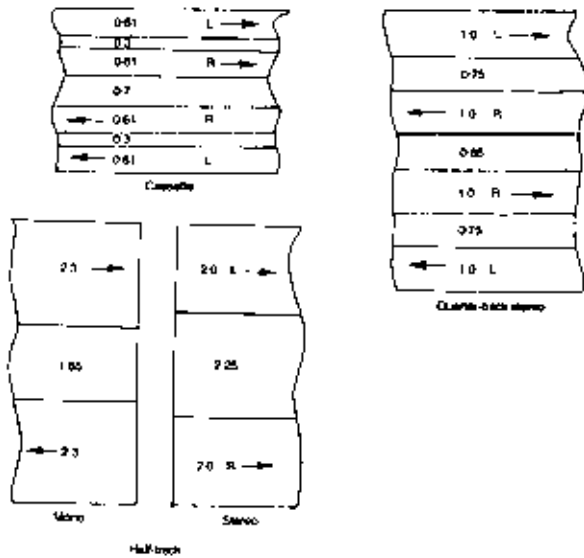 0·61 L
0·3
0·61 R
0·7
0·61 R
0·3
0·61 L
Cassette
1·0 L
0·75
1·0 R
0·65
1·0 R
0·75
1·0 L
Quarter-track stereo
2·3
1·65
2·3
Mono
2·0 L
2·25
2·0 R
Stereo
Half-track